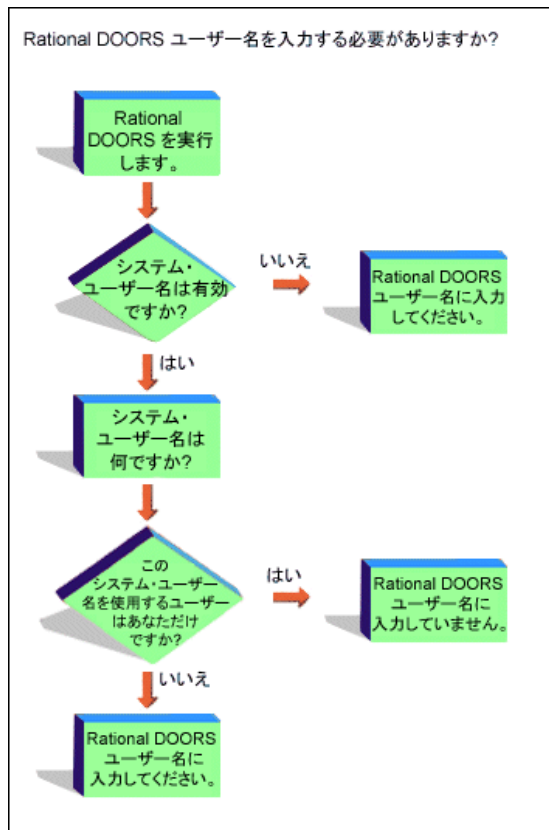 Rational DOORS ユーザー名を入力する必要がありますか?
Rational
DOORS を実行
します。
システム・
ユーザー名は有効
ですか?
いいえ
Rational DOORS
ユーザー名に入力
してください。
はい
システム・
ユーザー名は
何ですか?
この
システム・ユーザー
名を使用するユーザー
はあなただけ
ですか?
はい
Rational DOORS
ユーザー名に
入力していません。
いいえ
Rational DOORS
ユーザー名に
入力してください。